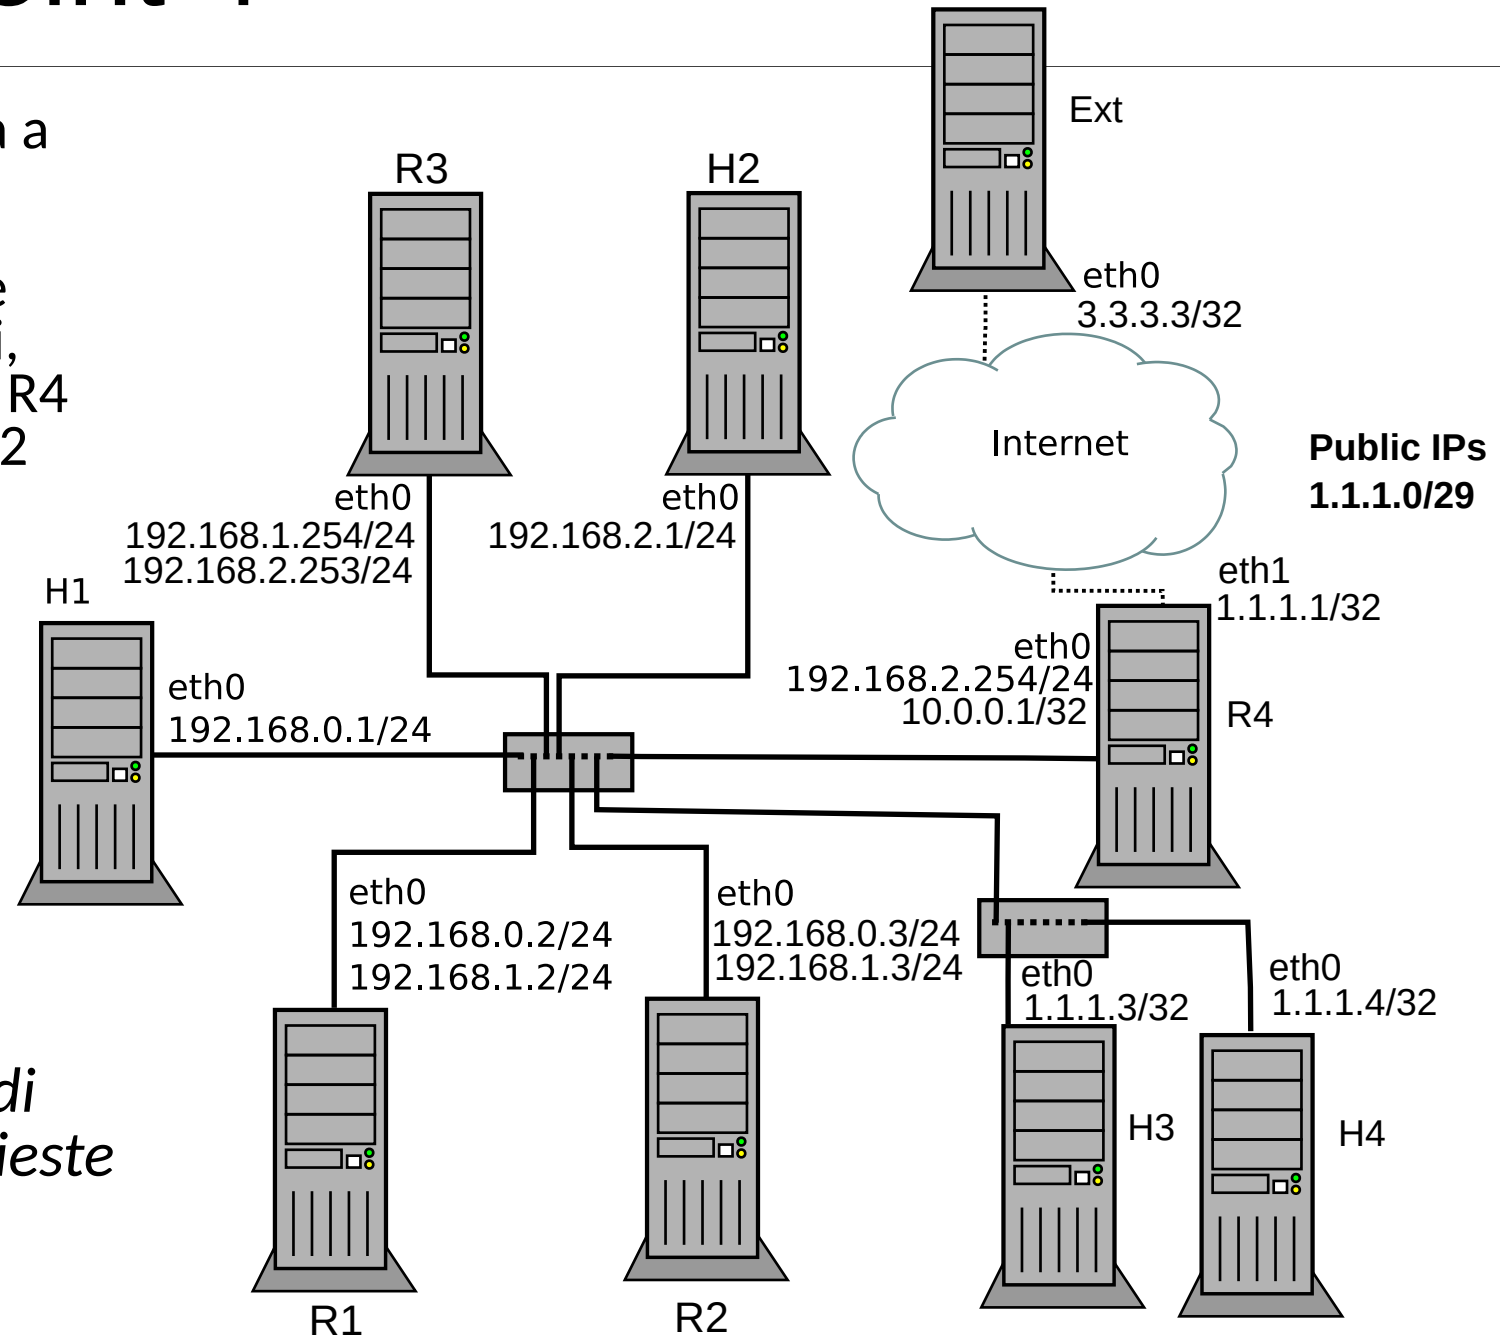 a a
e
i,
R4
2
di
ieste
Ext
R3
H2
eth0
3.3.3.3/32
Internet
Public IPs
1.1.1.0/29
eth0
192.168.1.254/24
192.168.2.253/24
eth0
192.168.2.1/24
H1
eth0
192.168.0.1/24
eth1
1.1.1.1/32
eth0
192.168.2.254/24
10.0.0.1/32
R4
eth0
192.168.0.2/24
192.168.1.2/24
eth0
192.168.0.3/24
192.168.1.3/24
eth0
1.1.1.3/32
eth0
1.1.1.4/32
H3
H4
R1
R2